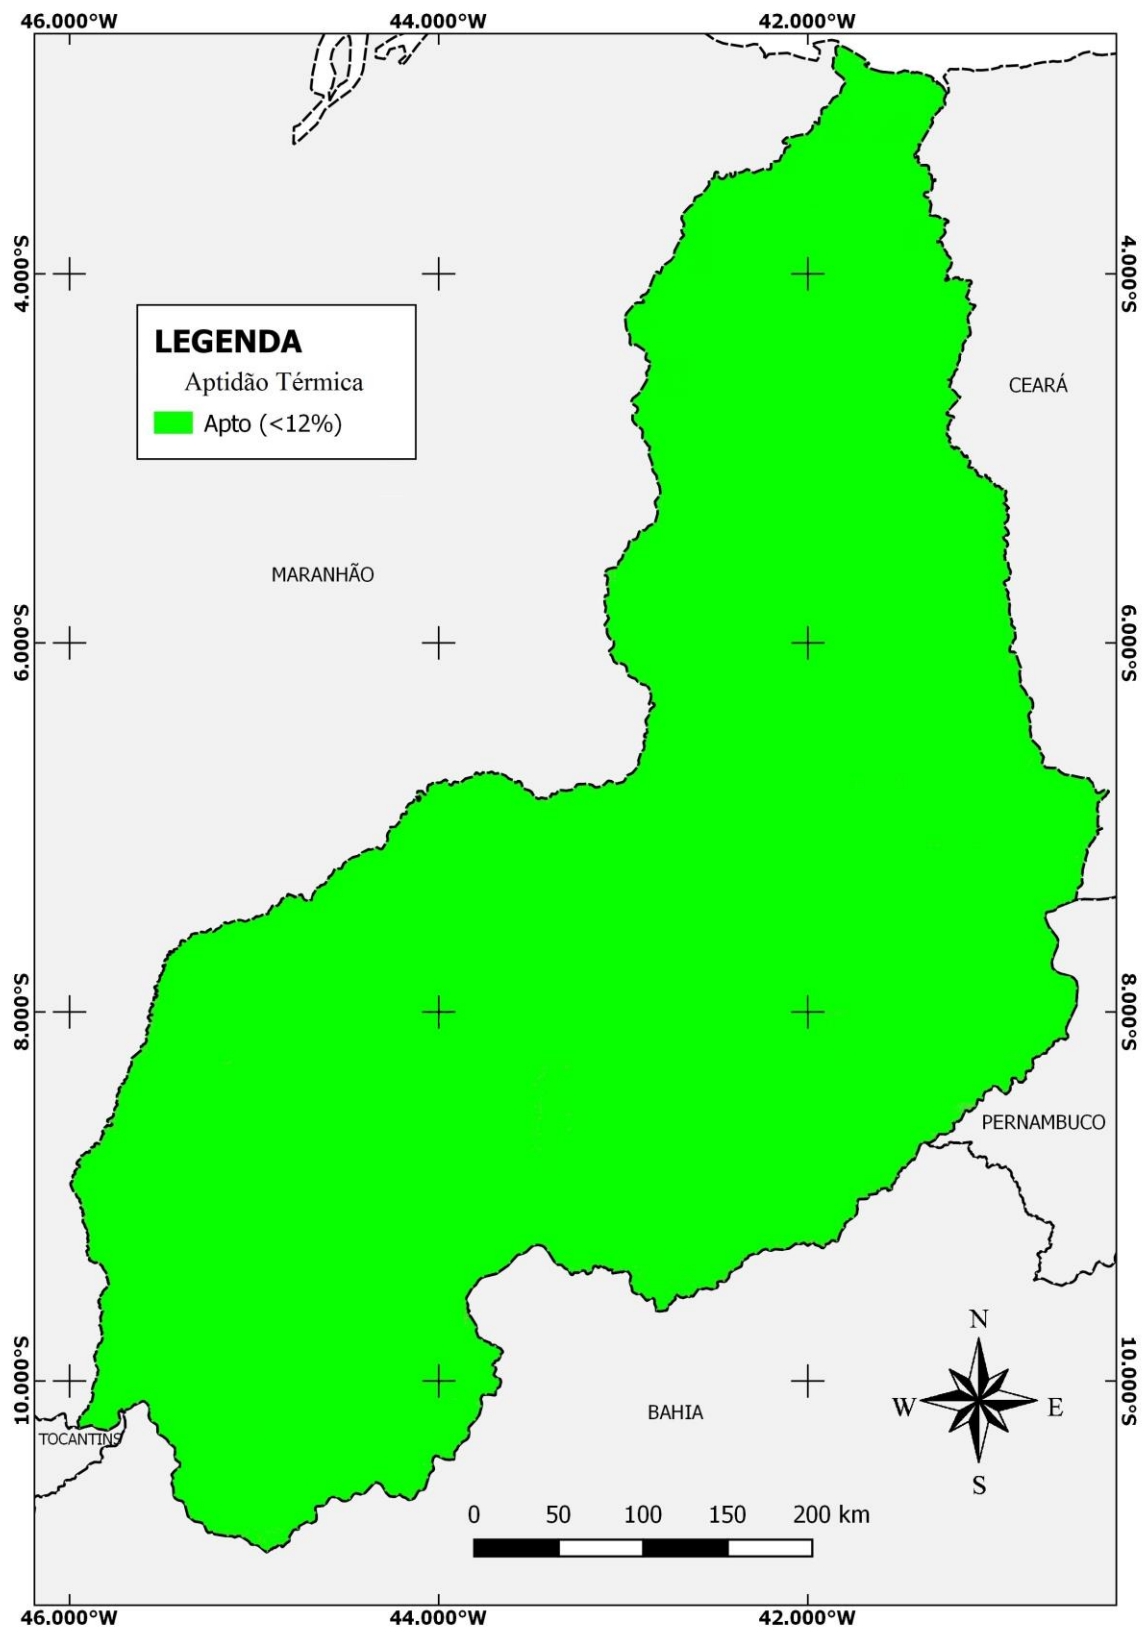 46.000°W 44.000°W 42.000°W
4.000°S 4.000°S
LEGENDA
Aptidão Térmica
Apto (<12%)
CEARÁ
MARANHÃO
6.000°S 6.000°S
8.000°S 8.000°S
PERNAMBUCO
N
10.000°S 10.000°S
W E
BAHIA
TOCANTINS
S
0 50 100 150 200 km
46.000°W 44.000°W 42.000°W